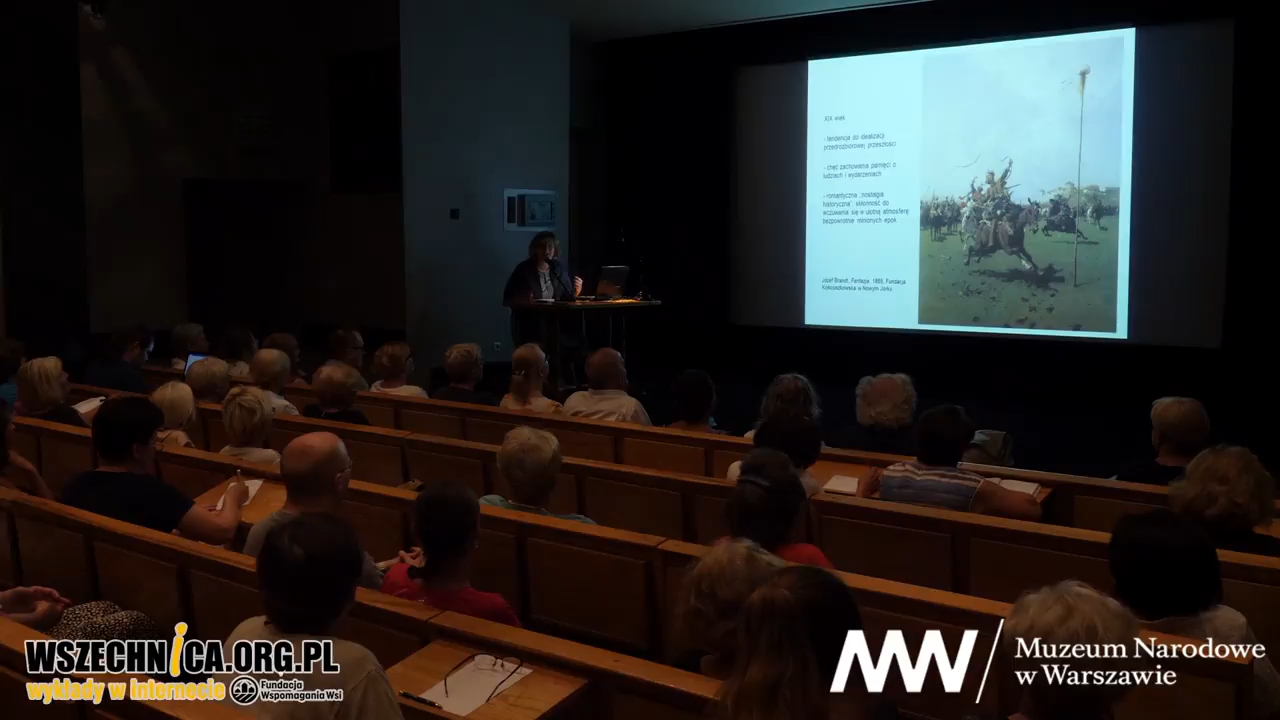 XIX wiek
- tendencja do idealizacji
przedrozbiorowej przeszłości
- chęć zachowania pamięci o
ludziach i wydarzeniach
- romantyczna „nostalgia
historyczna”, skłonność do
wczuwania się w ulotną atmosferę
bezpowrotnie minionych epok
Józef Brandt, Fantazja, 1885, Fundacja
Kościuszkowska w Nowym Jorku
WSZECHNICA.ORG.PL
wykłady w internecie
Fundacja
Wspomagania Wsi
Muzeum Narodowe
w Warszawie